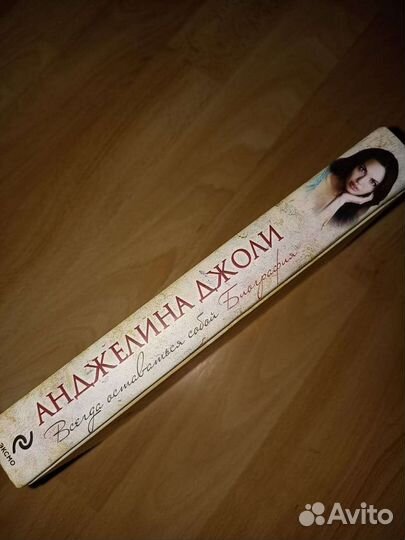 АНДЖЕЛИНА ДЖОЛИ
Всегда оставаться собой Биография
ЭКСМО
Avito